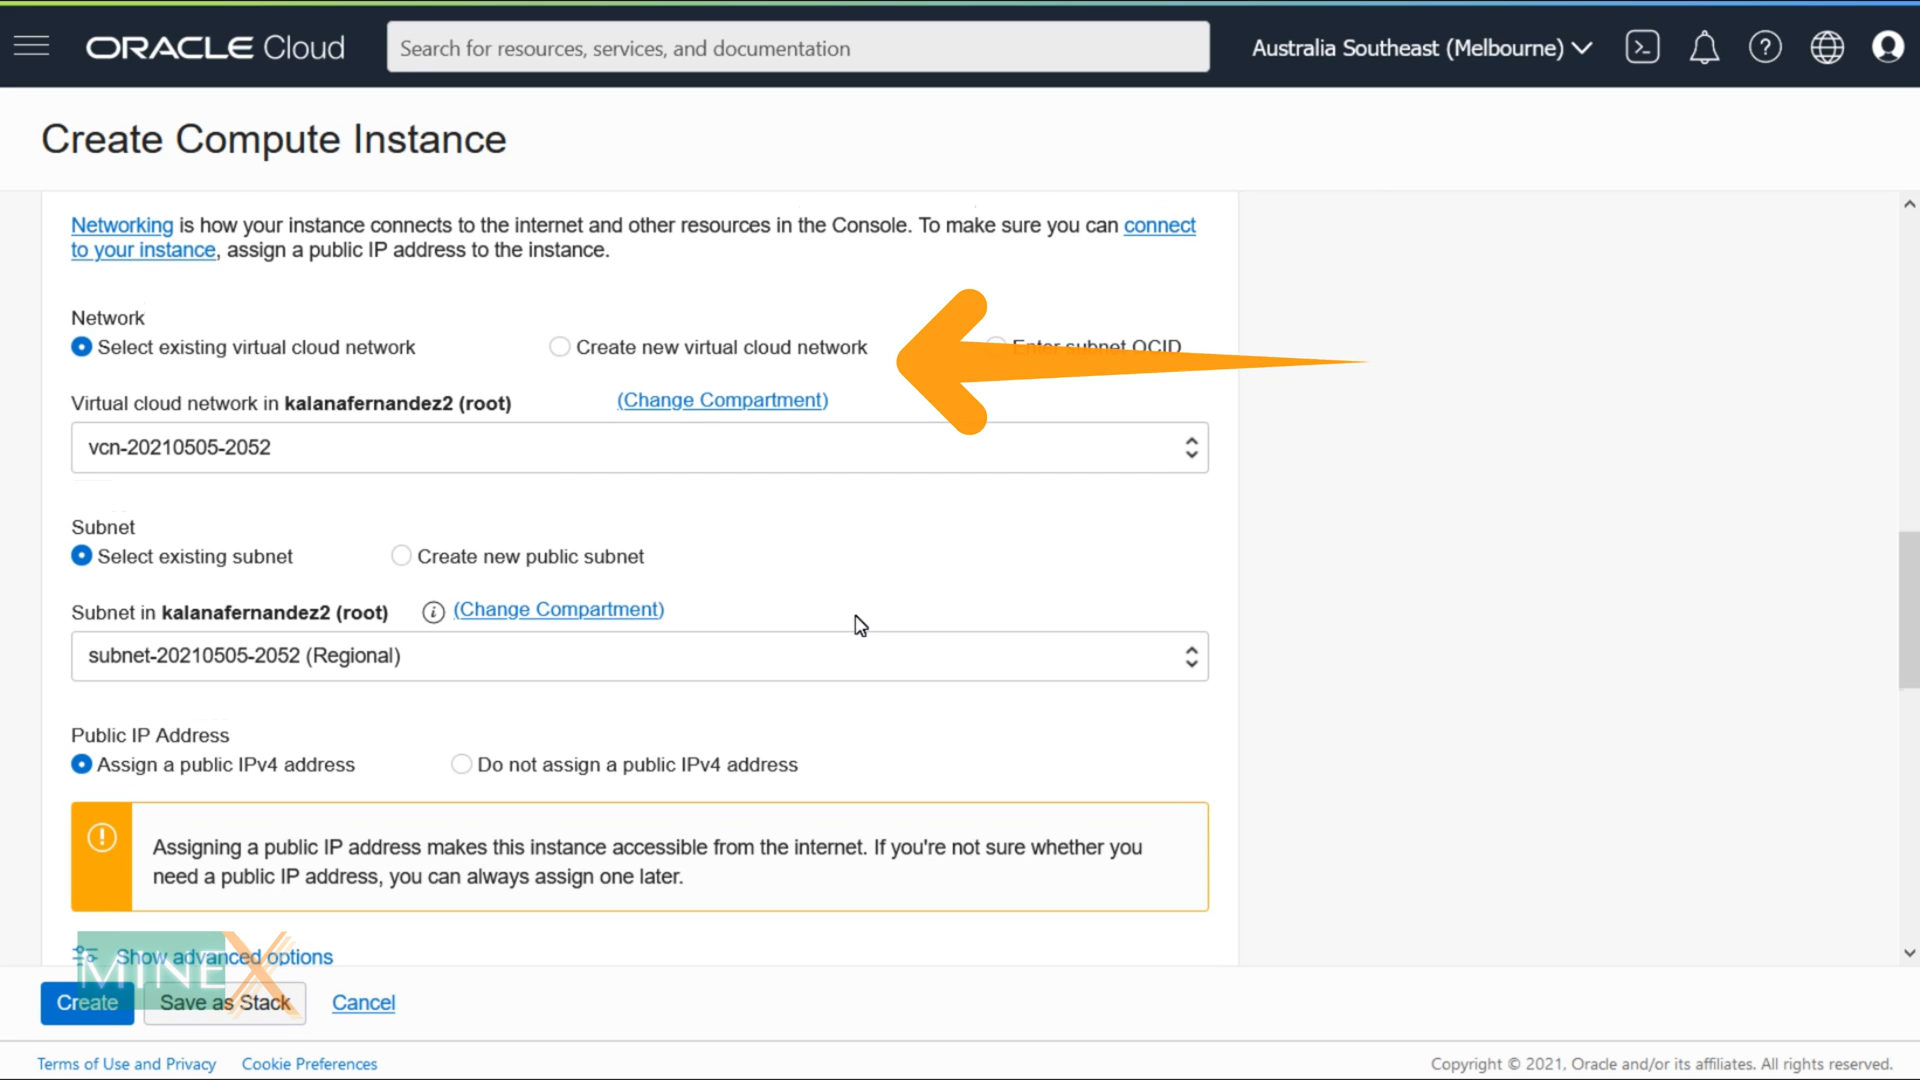 ORACLE Cloud
Search for resources, services, and documentation
Australia Southeast (Melbourne)
Create Compute Instance
Networking is how your instance connects to the internet and other resources in the Console. To make sure you can connect
to your instance, assign a public IP address to the instance.
Network
Select existing virtual cloud network
Create new virtual cloud network
Enter subnet OCID
Virtual cloud network in kalanafernandez2 (root)
(Change Compartment)
vcn-20210505-2052
Subnet
Select existing subnet
Create new public subnet
Subnet in kalanafernandez2 (root)
(Change Compartment)
subnet-20210505-2052 (Regional)
Public IP Address
Assign a public IPv4 address
Do not assign a public IPv4 address
Assigning a public IP address makes this instance accessible from the internet. If you're not sure whether you
need a public IP address, you can always assign one later.
Show advanced options
MINEX
Create
Save as Stack
Cancel
Terms of Use and Privacy
Cookie Preferences
Copyright © 2021, Oracle and/or its affiliates. All rights reserved.